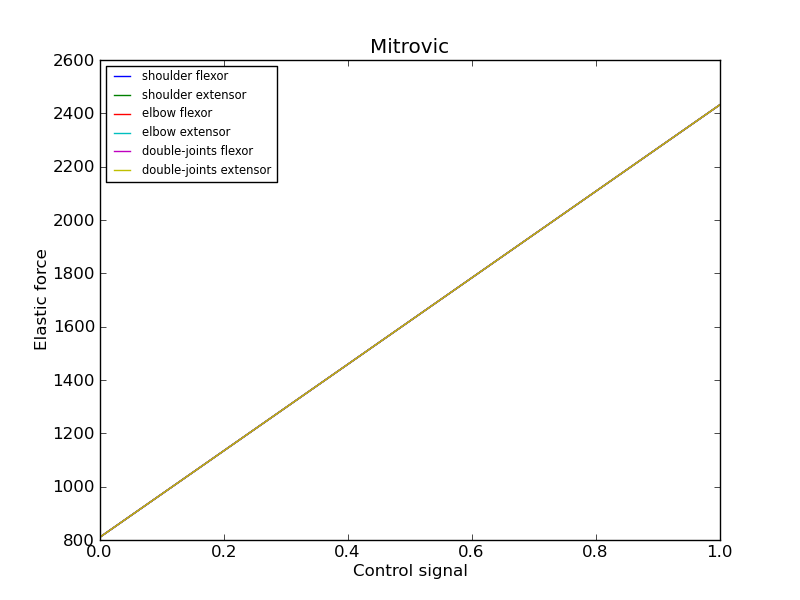 Mitrovic
2600
2400
2200
2000
1800
1600
1400
1200
1000
800
Elastic force
shoulder flexor
shoulder extensor
elbow flexor
elbow extensor
double-joints flexor
double-joints extensor
0.0 0.2 0.4 0.6 0.8 1.0
Control signal